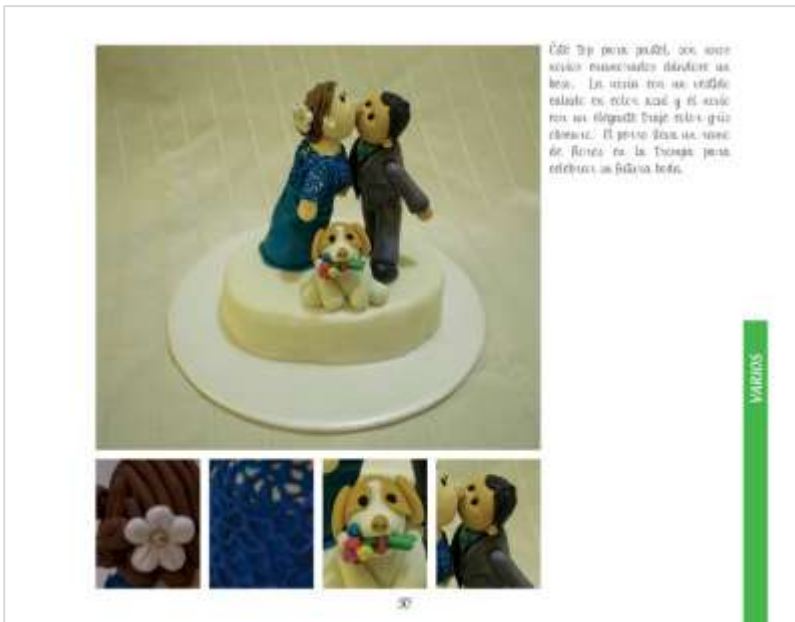 Este top para pastel, son unos
novios enamorados dándose un
beso. La novia con un vestido
calado en color azul y el novio
con un elegante traje color gris
obscuro. El perro lleva un ramo
de flores en la trompa para
celebrar su futura boda.
VARIOS